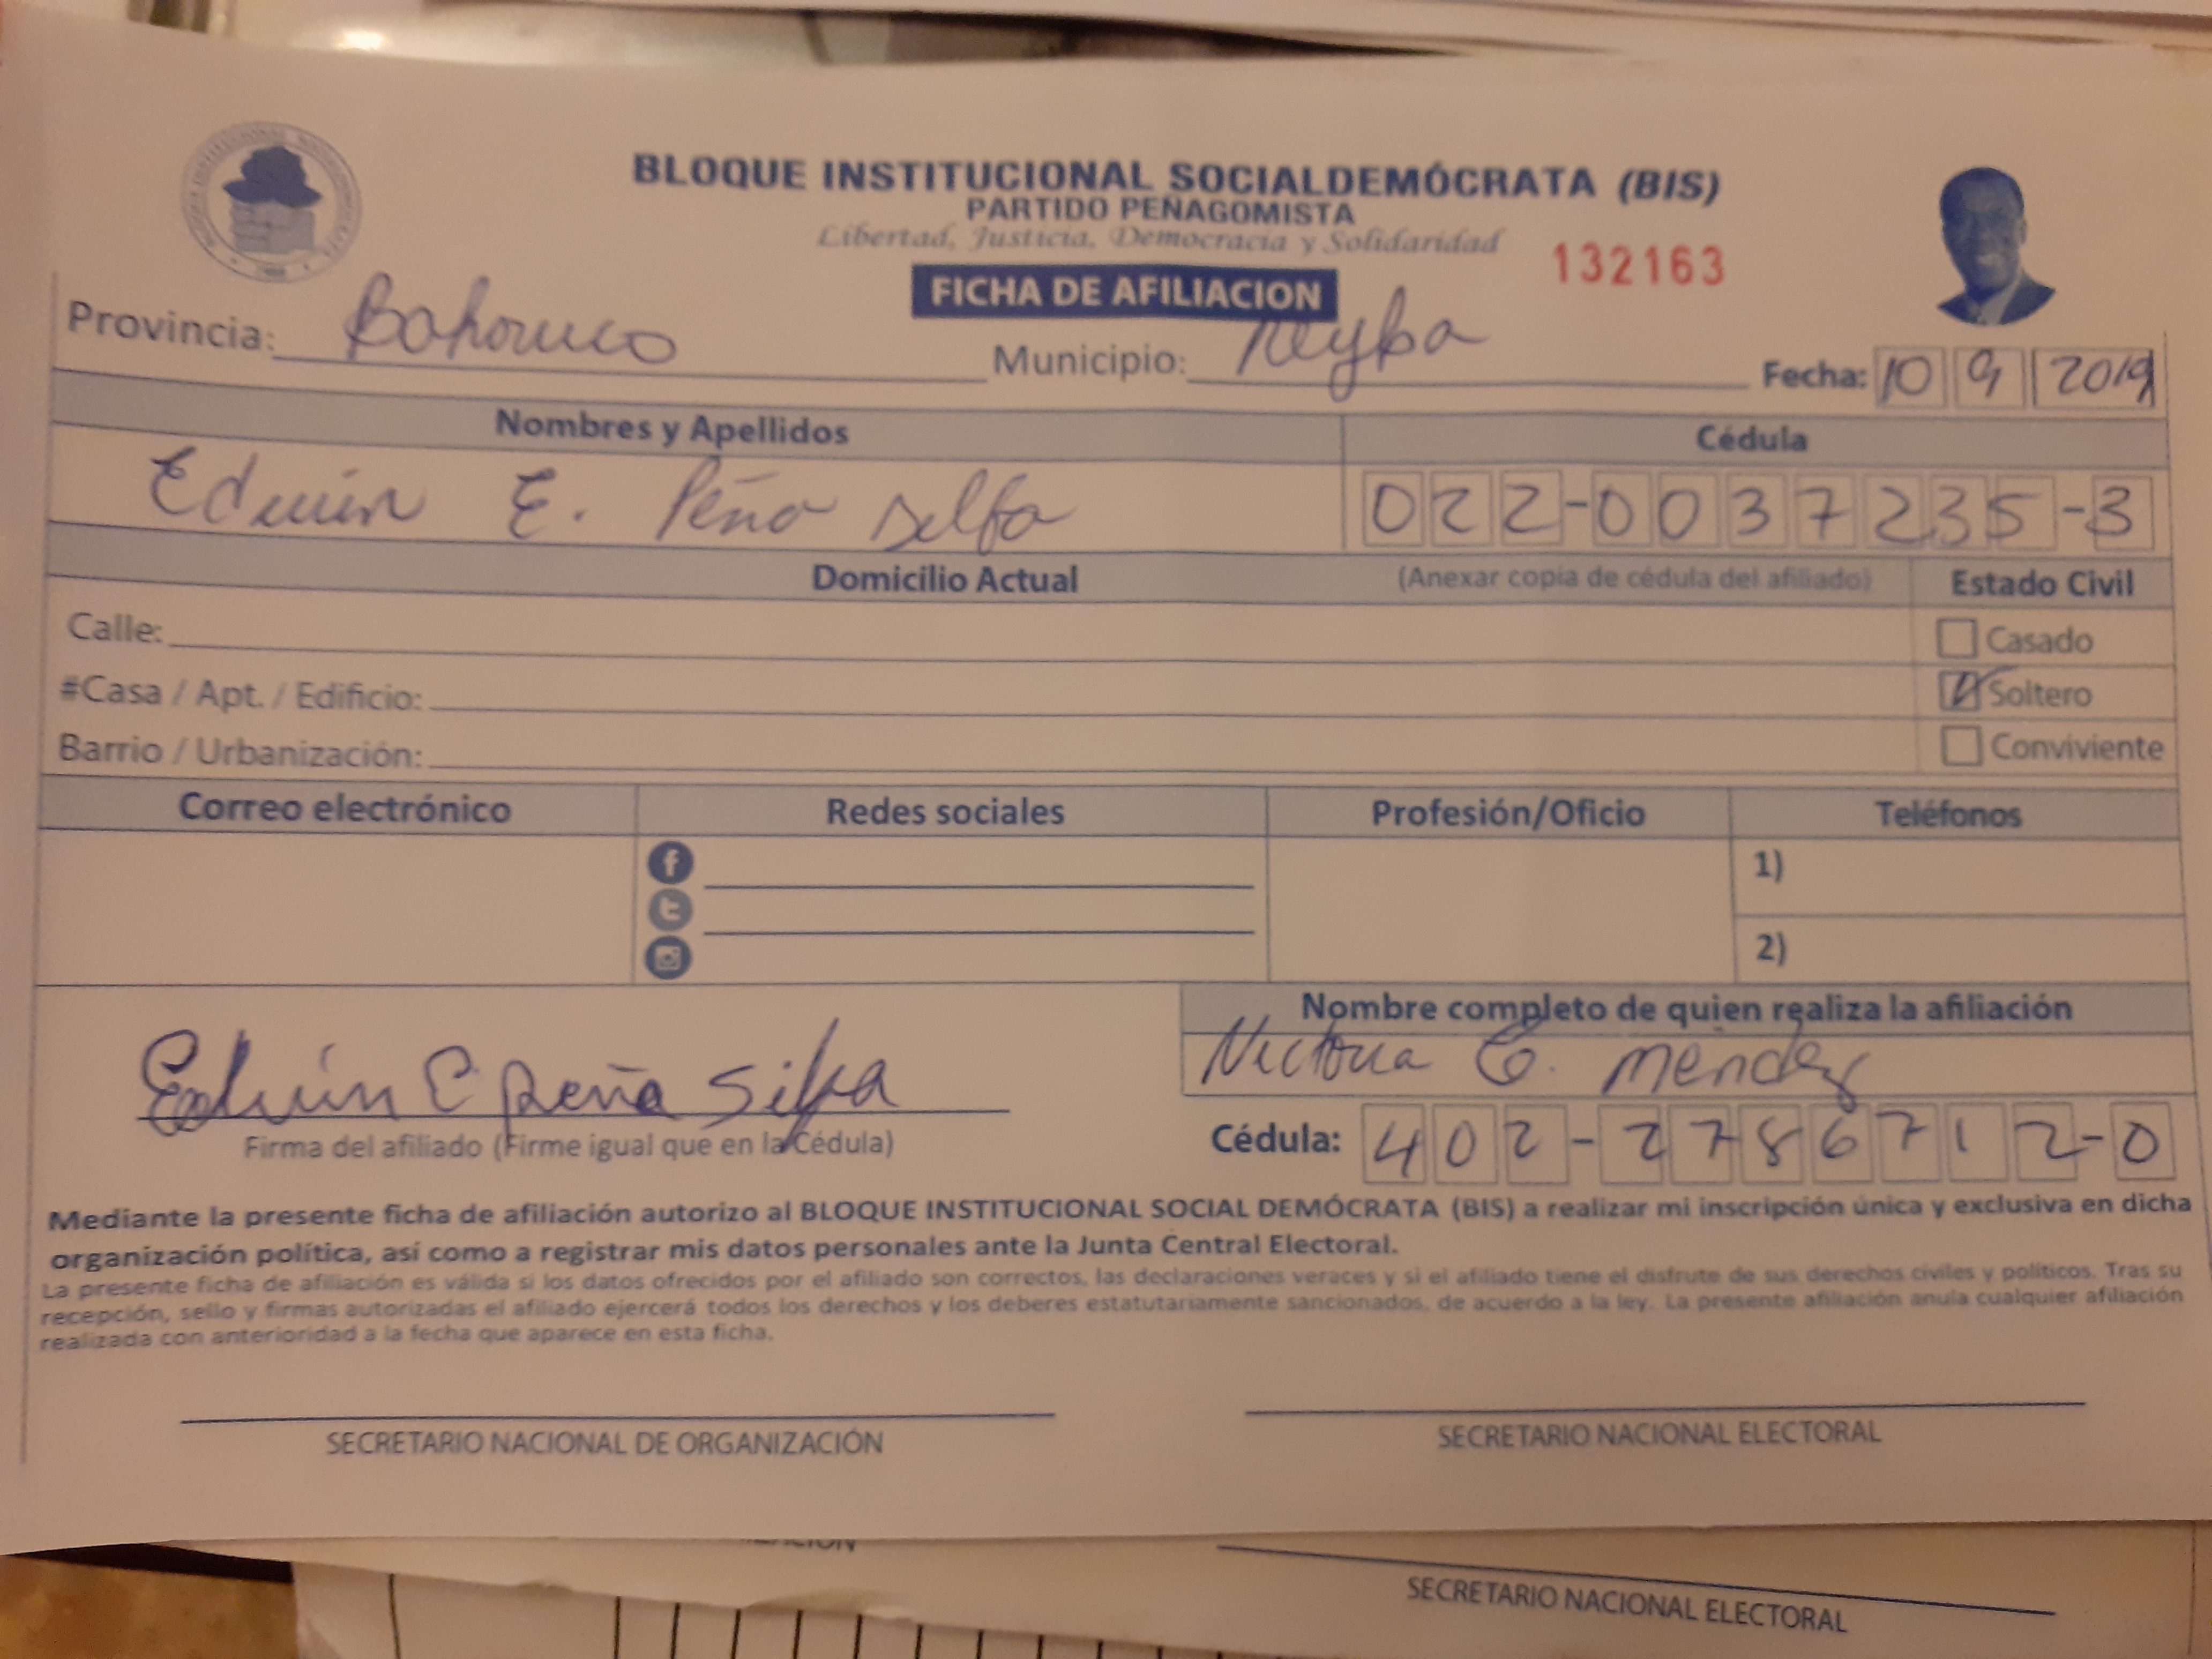 BLOQUE INSTITUCIONAL SOCIALDEMÓCRATA (BIS)
PARTIDO PEÑAGOMISTA
Libertad, Justicia, Democracia y Solidaridad
132163
FICHA DE AFILIACION
Provincia: Bahoruco Municipio: Neyba Fecha: 10 9 2019
Nombres y Apellidos Cédula
Edwin E. Peña Selfa 022-0037235-3
Domicilio Actual (Anexar copia de cédula del afiliado) Estado Civil
Calle: Casado
#Casa / Apt. / Edificio: Soltero
Barrio / Urbanización: Conviviente
Correo electrónico Redes sociales Profesión/Oficio Teléfonos
1)
2)
Nombre completo de quien realiza la afiliación
Victoria G. Mendez
Edwin E peña Silfa
Firma del afiliado (Firme igual que en la Cédula)
Cédula: 402-2786712-0
Mediante la presente ficha de afiliación autorizo al BLOQUE INSTITUCIONAL SOCIAL DEMÓCRATA (BIS) a realizar mi inscripción única y exclusiva en dicha
organización política, así como a registrar mis datos personales ante la Junta Central Electoral.
La presente ficha de afiliación es válida si los datos ofrecidos por el afiliado son correctos, las declaraciones veraces y si el afiliado tiene el disfrute de sus derechos civiles y políticos. Tras su
recepción, sello y firmas autorizadas el afiliado ejercerá todos los derechos y los deberes estatutariamente sancionados, de acuerdo a la ley. La presente afiliación anula cualquier afiliación
realizada con anterioridad a la fecha que aparece en esta ficha.
SECRETARIO NACIONAL DE ORGANIZACIÓN SECRETARIO NACIONAL ELECTORAL
SECRETARIO NACIONAL ELECTORAL